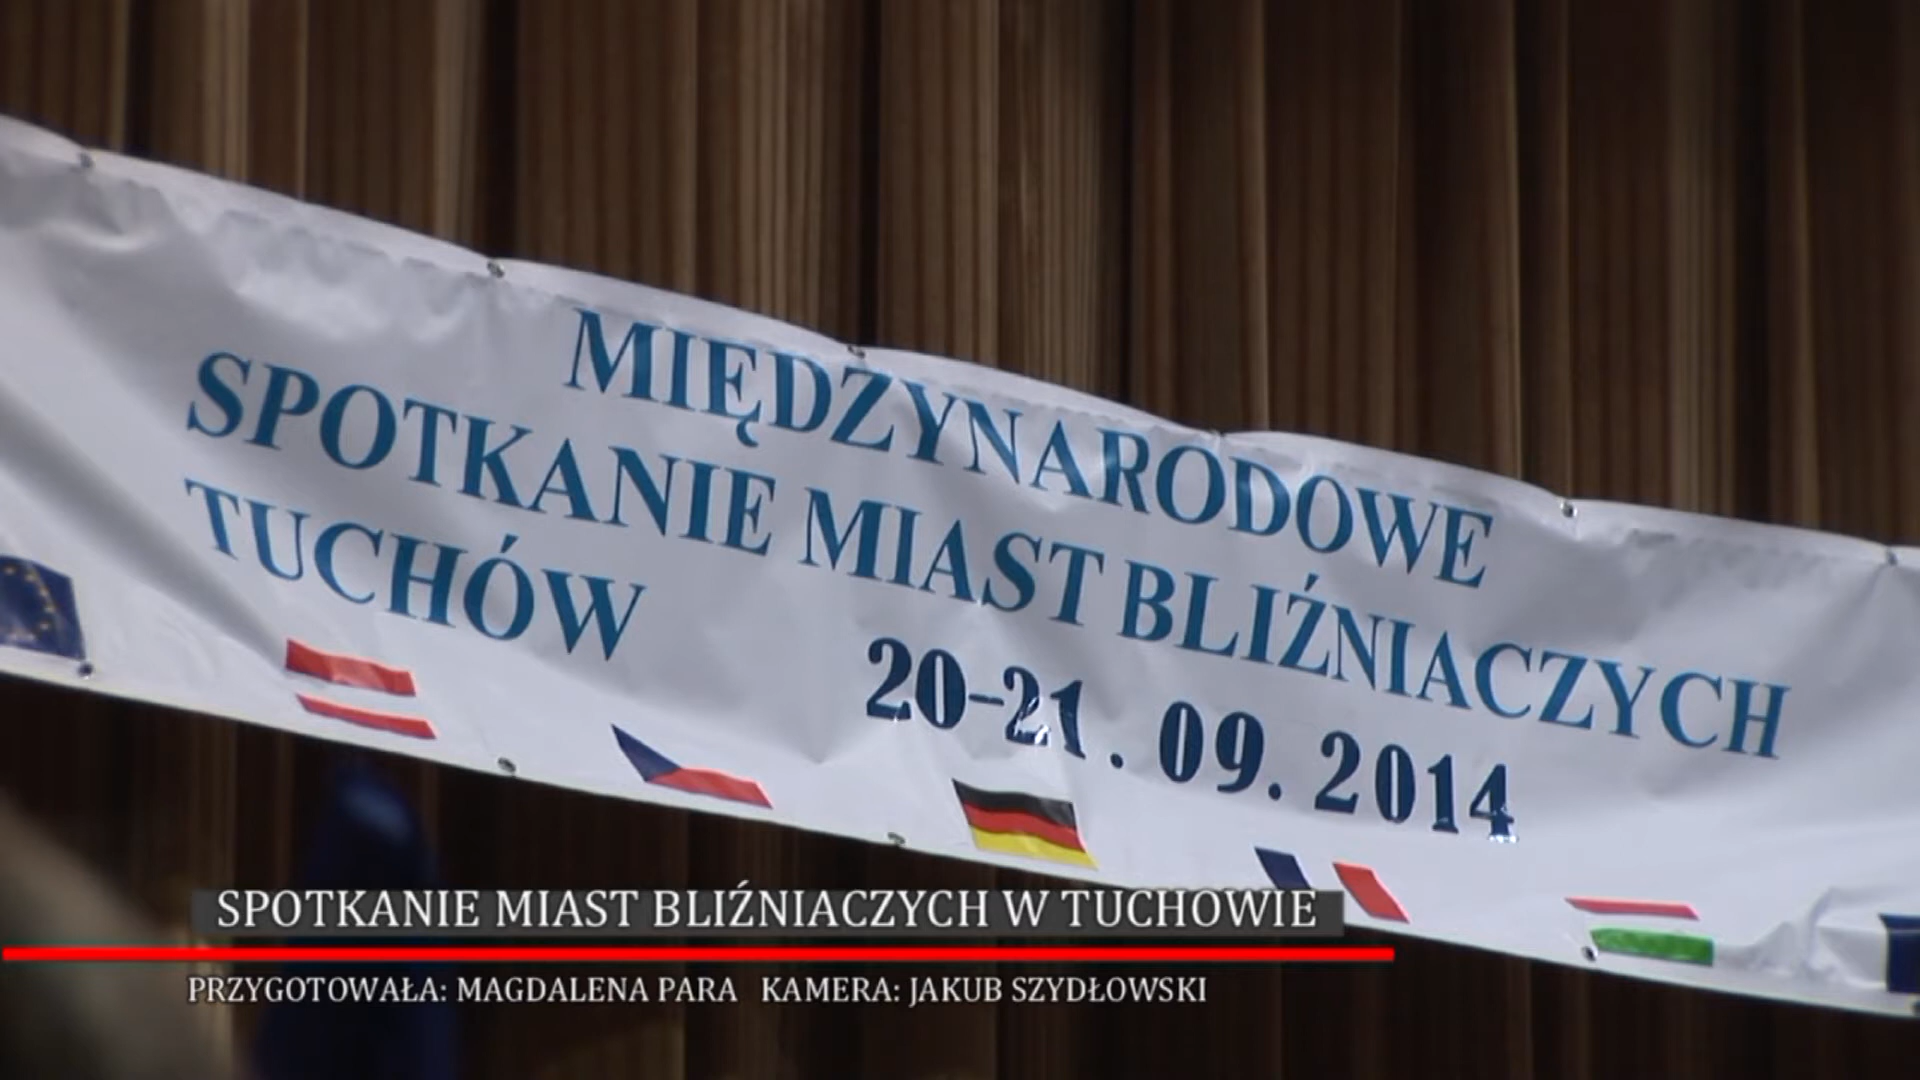 MIĘDZYNARODOWE
SPOTKANIE MIAST BLIŹNIACZYCH
TUCHÓW
20-21.09.2014
SPOTKANIE MIAST BLIŹNIACZYCH W TUCHOWIE
PRZYGOTOWAŁA: MAGDALENA PARA KAMERA: JAKUB SZYDŁOWSKI